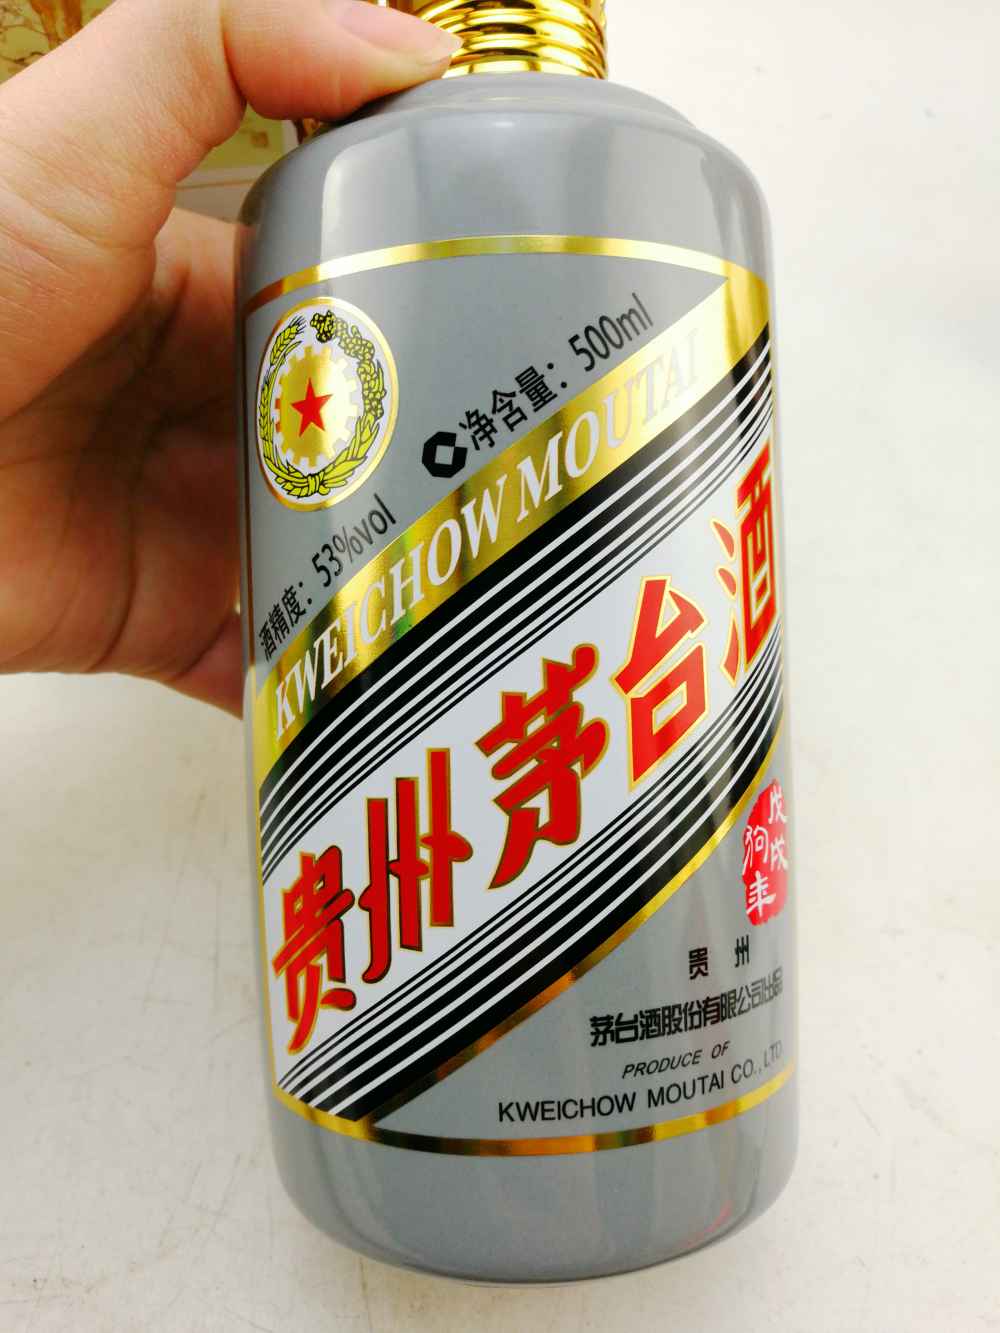 净含量：500ml
酒精度：53%vol
KWEICHOW MOUTAI
贵州茅台酒
戊戌
狗年
贵州
茅台酒股份有限公司出品
PRODUCE OF
KWEICHOW MOUTAI CO., LTD